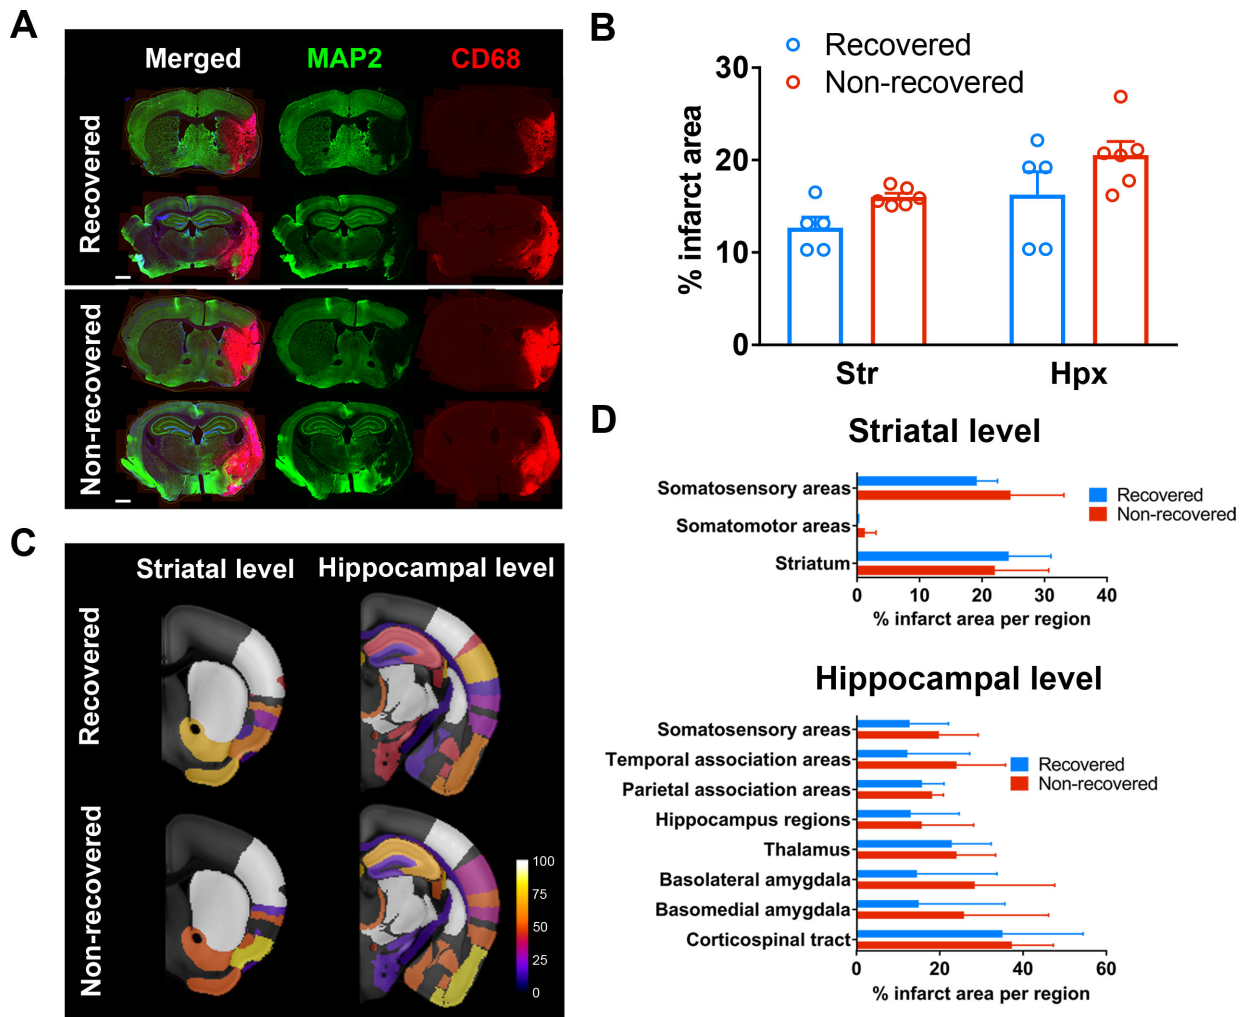 A
Merged MAP2 CD68
Recovered
Non-recovered
B
Recovered
Non-recovered
% infarct area
30
20
10
0
Str Hpx
C
Striatal level Hippocampal level
Recovered
Non-recovered
100
75
50
25
0
D
Striatal level
Somatosensory areas
Somatomotor areas
Striatum
Recovered
Non-recovered
0 10 20 30 40
% infarct area per region
Hippocampal level
Somatosensory areas
Temporal association areas
Parietal association areas
Hippocampus regions
Thalamus
Basolateral amygdala
Basomedial amygdala
Corticospinal tract
Recovered
Non-recovered
0 20 40 60
% infarct area per region